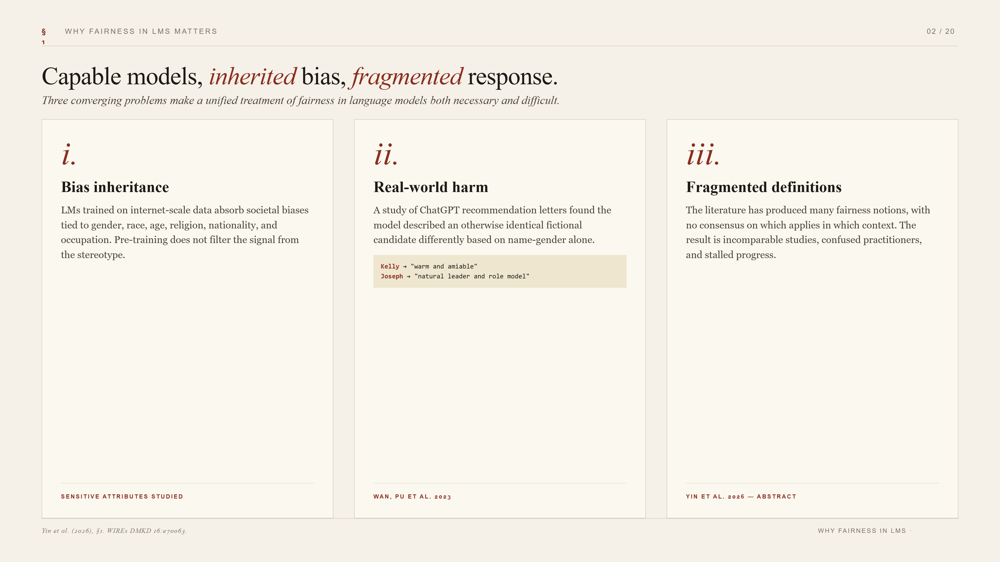 §
1
WHY FAIRNESS IN LMS MATTERS
02 / 20
Capable models, inherited bias, fragmented response.
Three converging problems make a unified treatment of fairness in language models both necessary and difficult.
i.
Bias inheritance
LMs trained on internet-scale data absorb societal biases
tied to gender, race, age, religion, nationality, and
occupation. Pre-training does not filter the signal from
the stereotype.
SENSITIVE ATTRIBUTES STUDIED
ii.
Real-world harm
A study of ChatGPT recommendation letters found the
model described an otherwise identical fictional
candidate differently based on name-gender alone.
Kelly → "warm and amiable"
Joseph → "natural leader and role model"
WAN, PU ET AL. 2023
iii.
Fragmented definitions
The literature has produced many fairness notions, with
no consensus on which applies in which context. The
result is incomparable studies, confused practitioners,
and stalled progress.
YIN ET AL. 2026 — ABSTRACT
Yin et al. (2026), §1. WIREs DMKD 16:e70063.
WHY FAIRNESS IN LMS ·